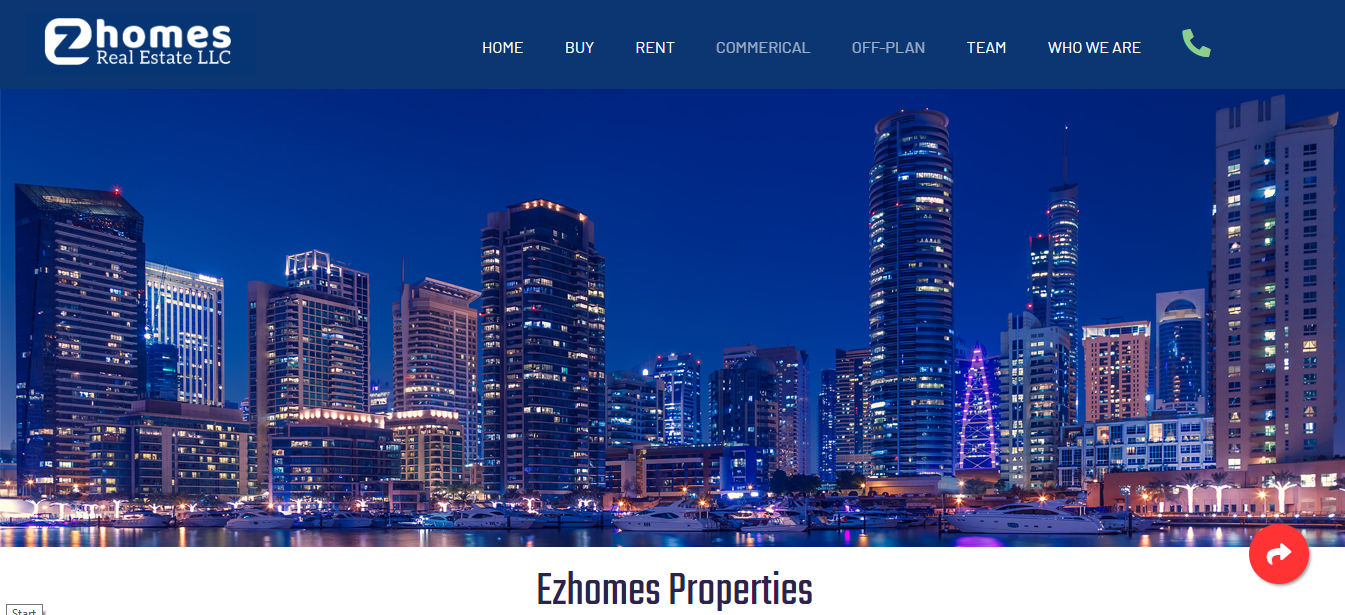 Ezhomes
Real Estate LLC
HOME BUY RENT COMMERICAL OFF-PLAN TEAM WHO WE ARE
Ezhomes Properties
Start